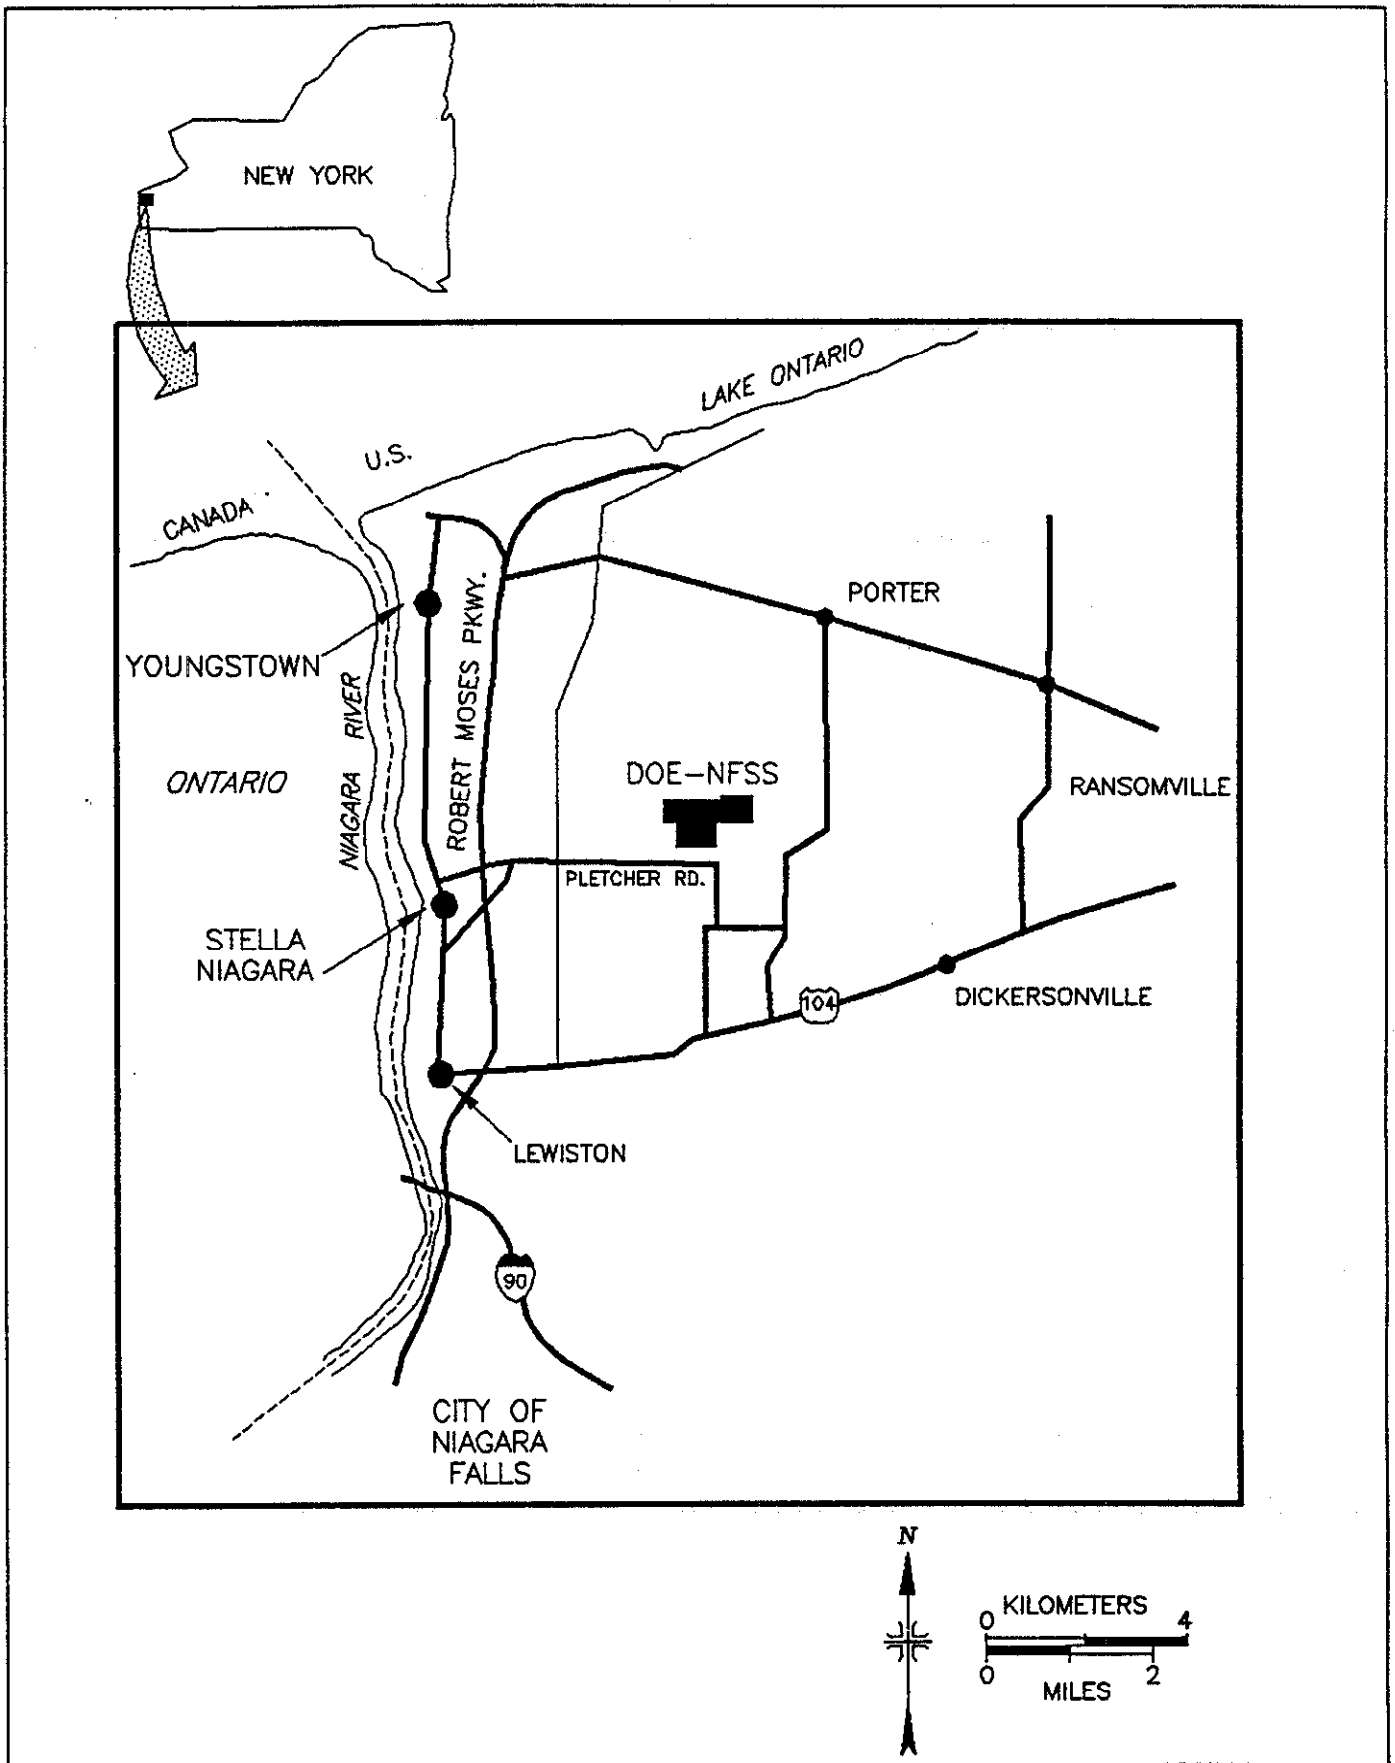 NEW YORK
LAKE ONTARIO
U.S.
CANADA
PORTER
YOUNGSTOWN
ROBERT MOSES PKWY.
NIAGARA RIVER
ONTARIO
DOE-NFSS
RANSOMVILLE
PLETCHER RD.
STELLA
NIAGARA
104
DICKERSONVILLE
LEWISTON
90
CITY OF
NIAGARA
FALLS
N
KILOMETERS
0 4
0 2
MILES